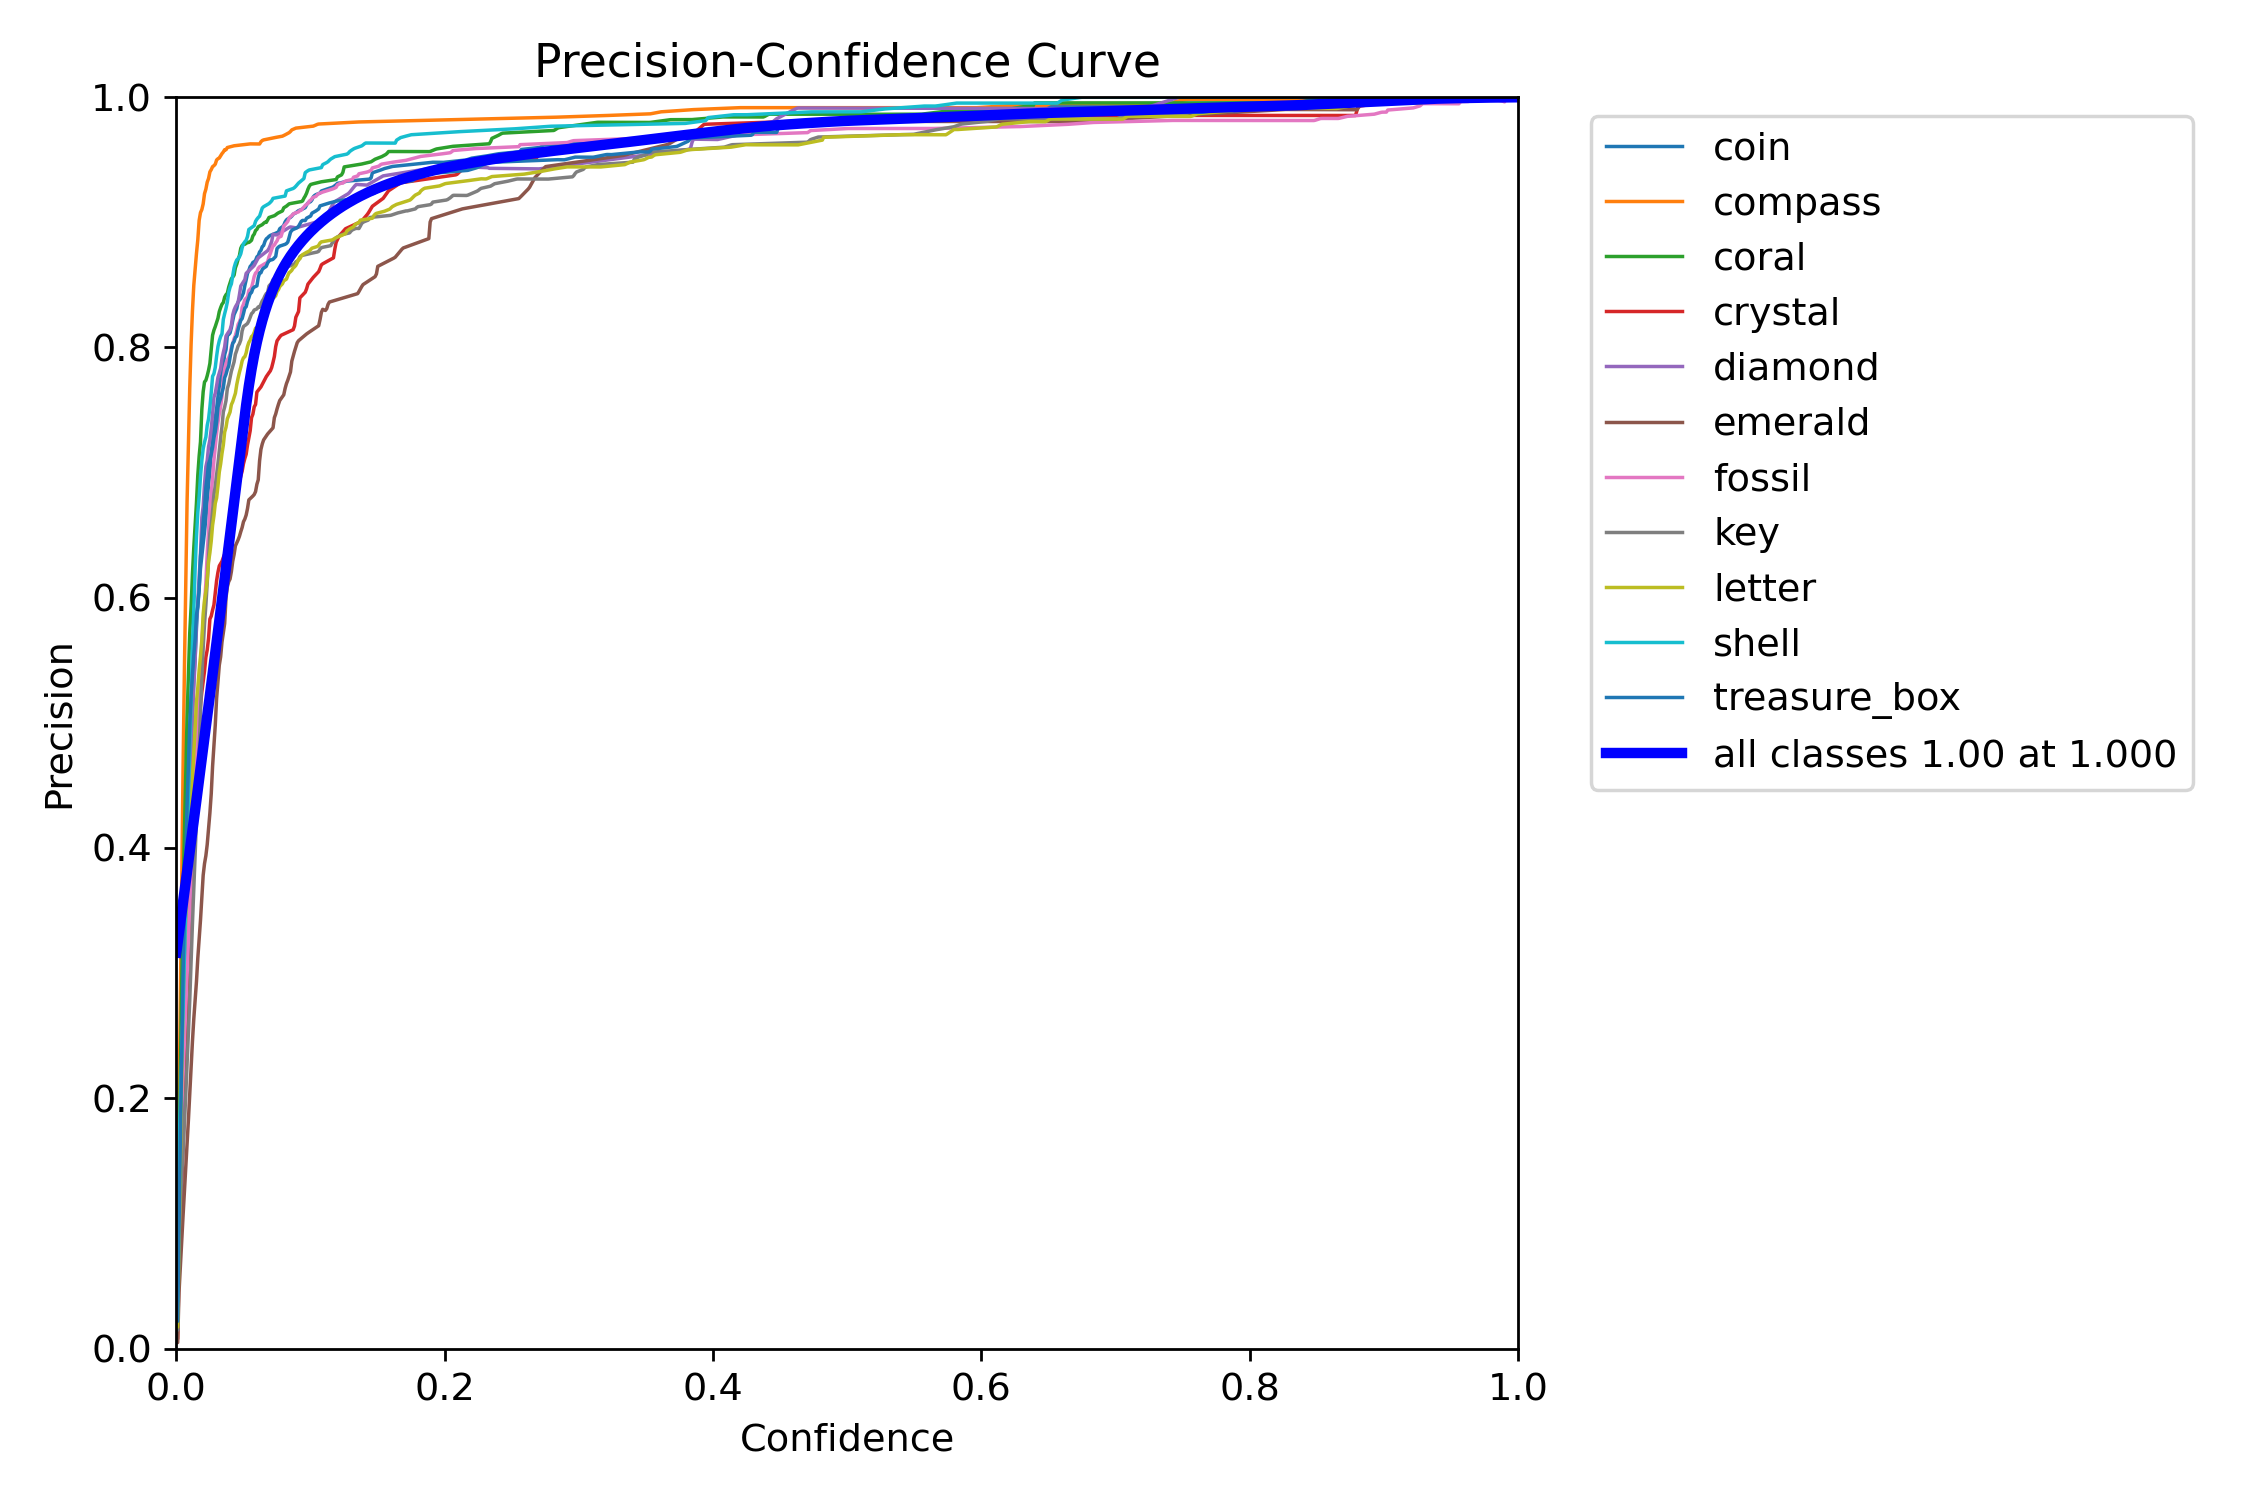 Precision-Confidence Curve
1.0
0.8
0.6
0.4
0.2
0.0
Precision
0.0 0.2 0.4 0.6 0.8 1.0
Confidence
coin
compass
coral
crystal
diamond
emerald
fossil
key
letter
shell
treasure_box
all classes 1.00 at 1.000